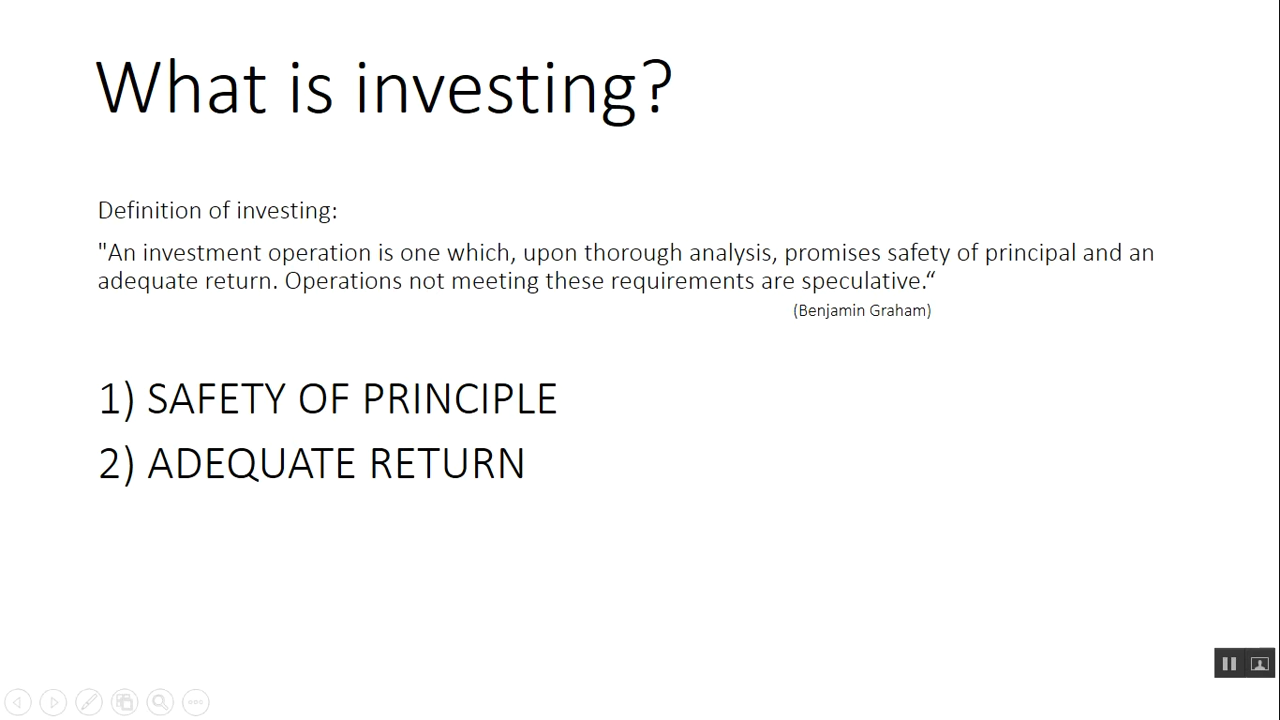 What is investing?
Definition of investing:
"An investment operation is one which, upon thorough analysis, promises safety of principal and an
adequate return. Operations not meeting these requirements are speculative.“
(Benjamin Graham)
1) SAFETY OF PRINCIPLE
2) ADEQUATE RETURN